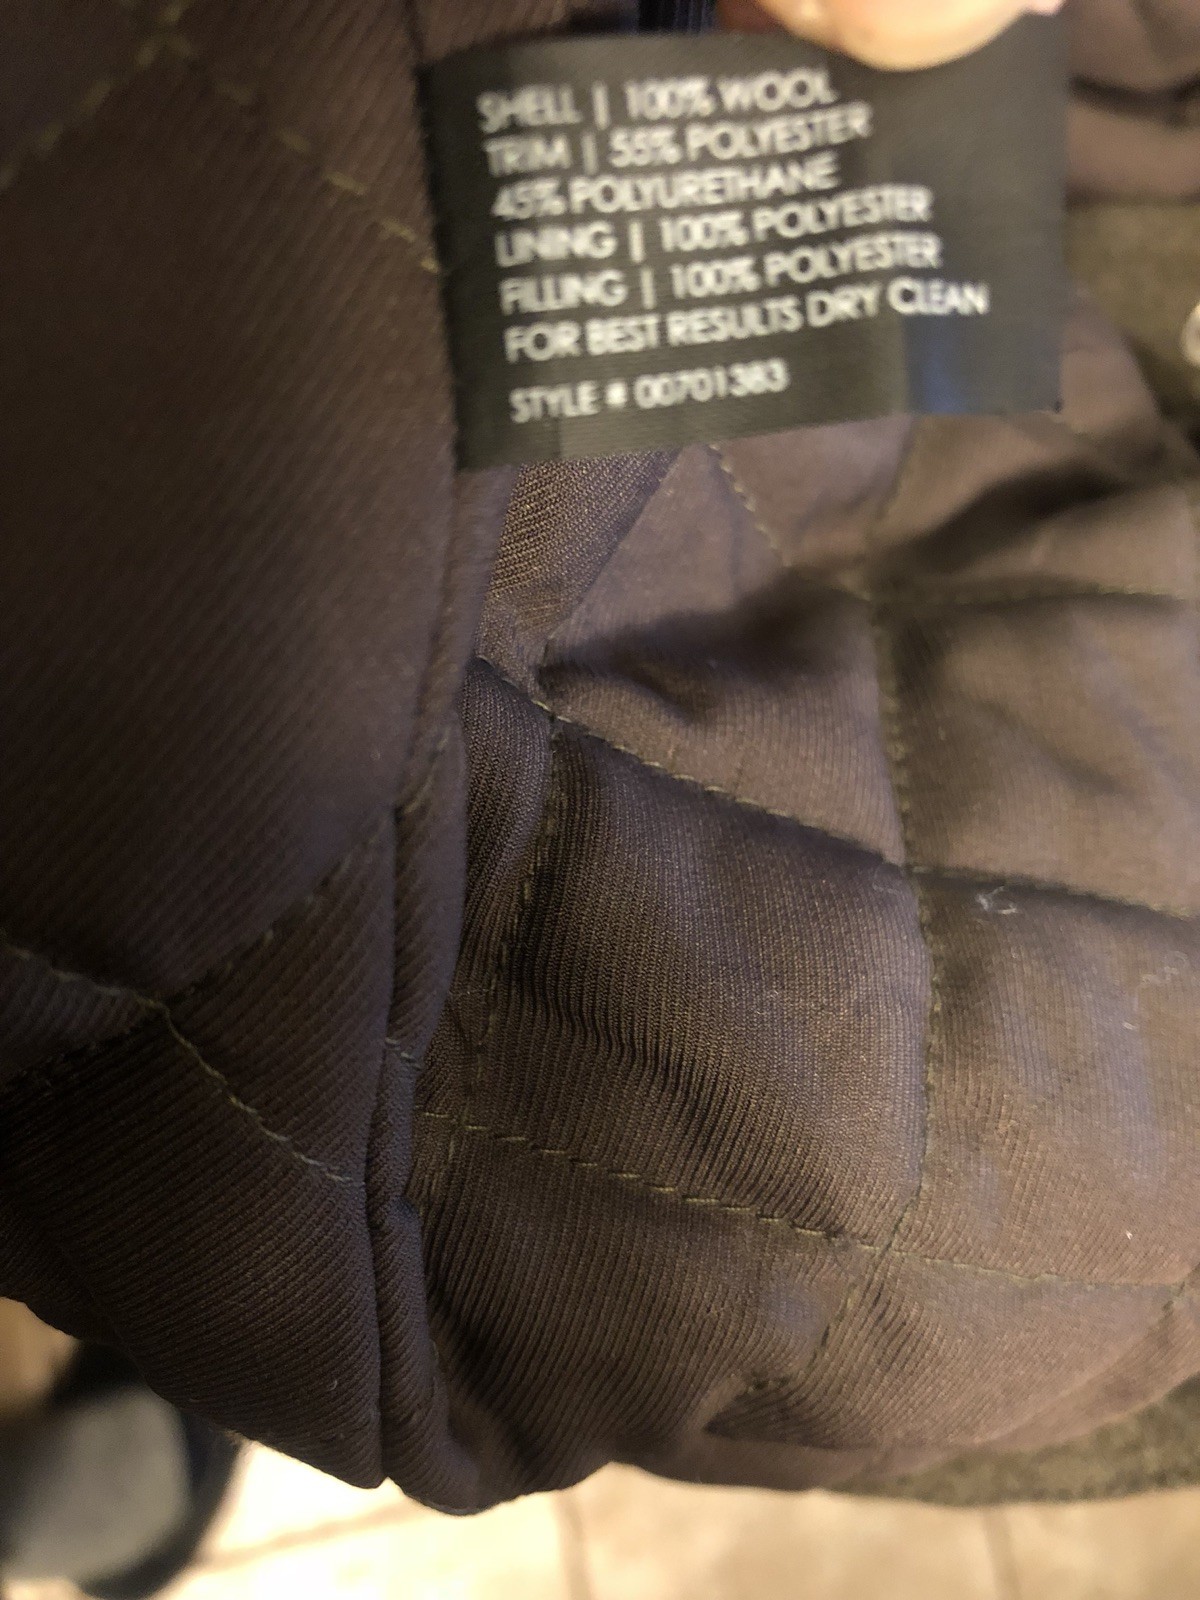 SHELL | 100% WOOL
TRIM | 55% POLYESTER
45% POLYURETHANE
LINING | 100% POLYESTER
FILLING | 100% POLYESTER
FOR BEST RESULTS DRY CLEAN
STYLE # 00701383